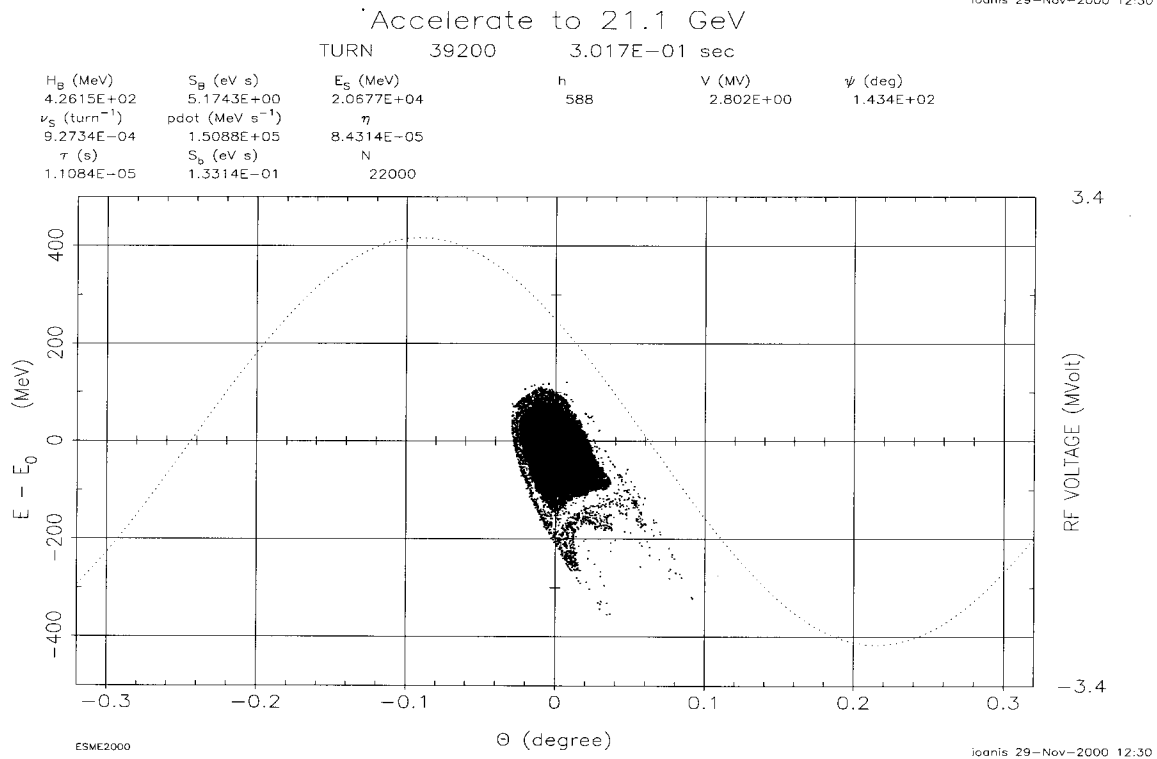 ioanis 29-Nov-2000 12:30
Accelerate to 21.1 GeV
TURN 39200 3.017E-01 sec
H_B (MeV) S_B (eV s) E_S (MeV) h V (MV) ψ (deg)
4.2615E+02 5.1743E+00 2.0677E+04 588 2.802E+00 1.434E+02
ν_S (turn⁻¹) pdot (MeV s⁻¹) η
9.2734E-04 1.5088E+05 8.4314E-05
τ (s) S_b (eV s) N
1.1084E-05 1.3314E-01 22000
3.4
400
200
0
-200
-400
E - E_0 (MeV)
RF VOLTAGE (MVolt)
-3.4
-0.3 -0.2 -0.1 0 0.1 0.2 0.3
Θ (degree)
ESME2000
ioanis 29-Nov-2000 12:30